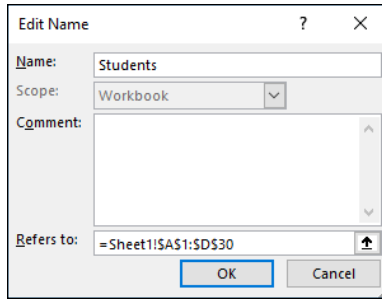 Edit Name ?
Name: Students
Scope: Workbook
Comment:
Refers to: =Sheet1!$A$1:$D$30
OK Cancel